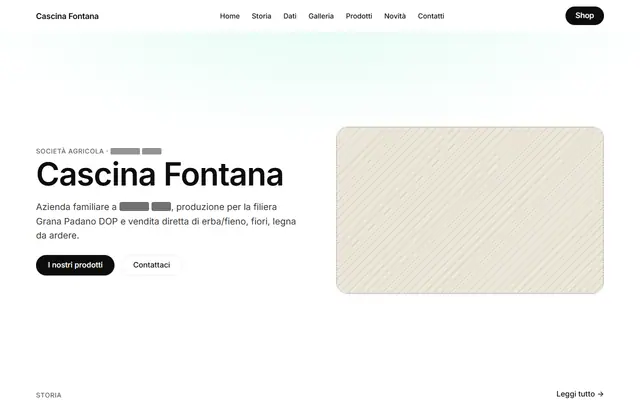 Cascina Fontana
Home Storia Dati Galleria Prodotti Novità Contatti
Shop
SOCIETÀ AGRICOLA ·
Cascina Fontana
Azienda familiare a , produzione per la filiera
Grana Padano DOP e vendita diretta di erba/fieno, fiori, legna
da ardere.
I nostri prodotti Contattaci
STORIA
Leggi tutto →